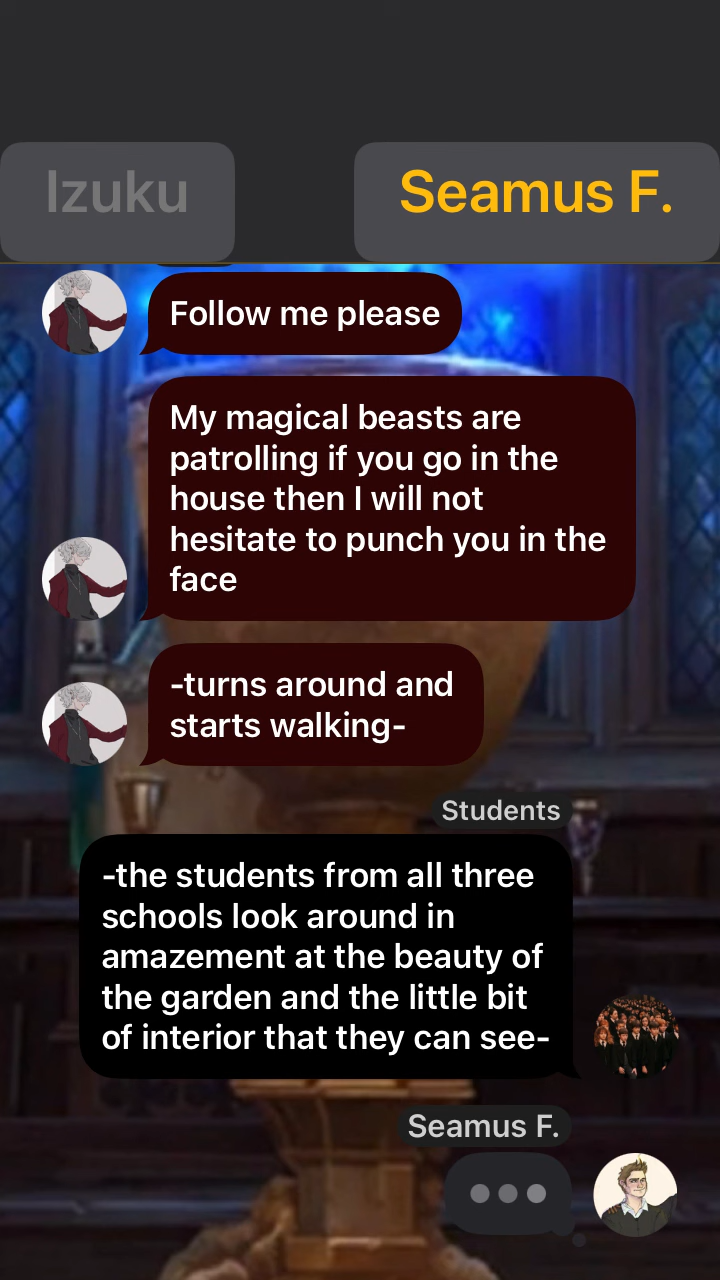 Izuku
Seamus F.
Follow me please
My magical beasts are
patrolling if you go in the
house then I will not
hesitate to punch you in the
face
-turns around and
starts walking-
Students
-the students from all three
schools look around in
amazement at the beauty of
the garden and the little bit
of interior that they can see-
Seamus F.